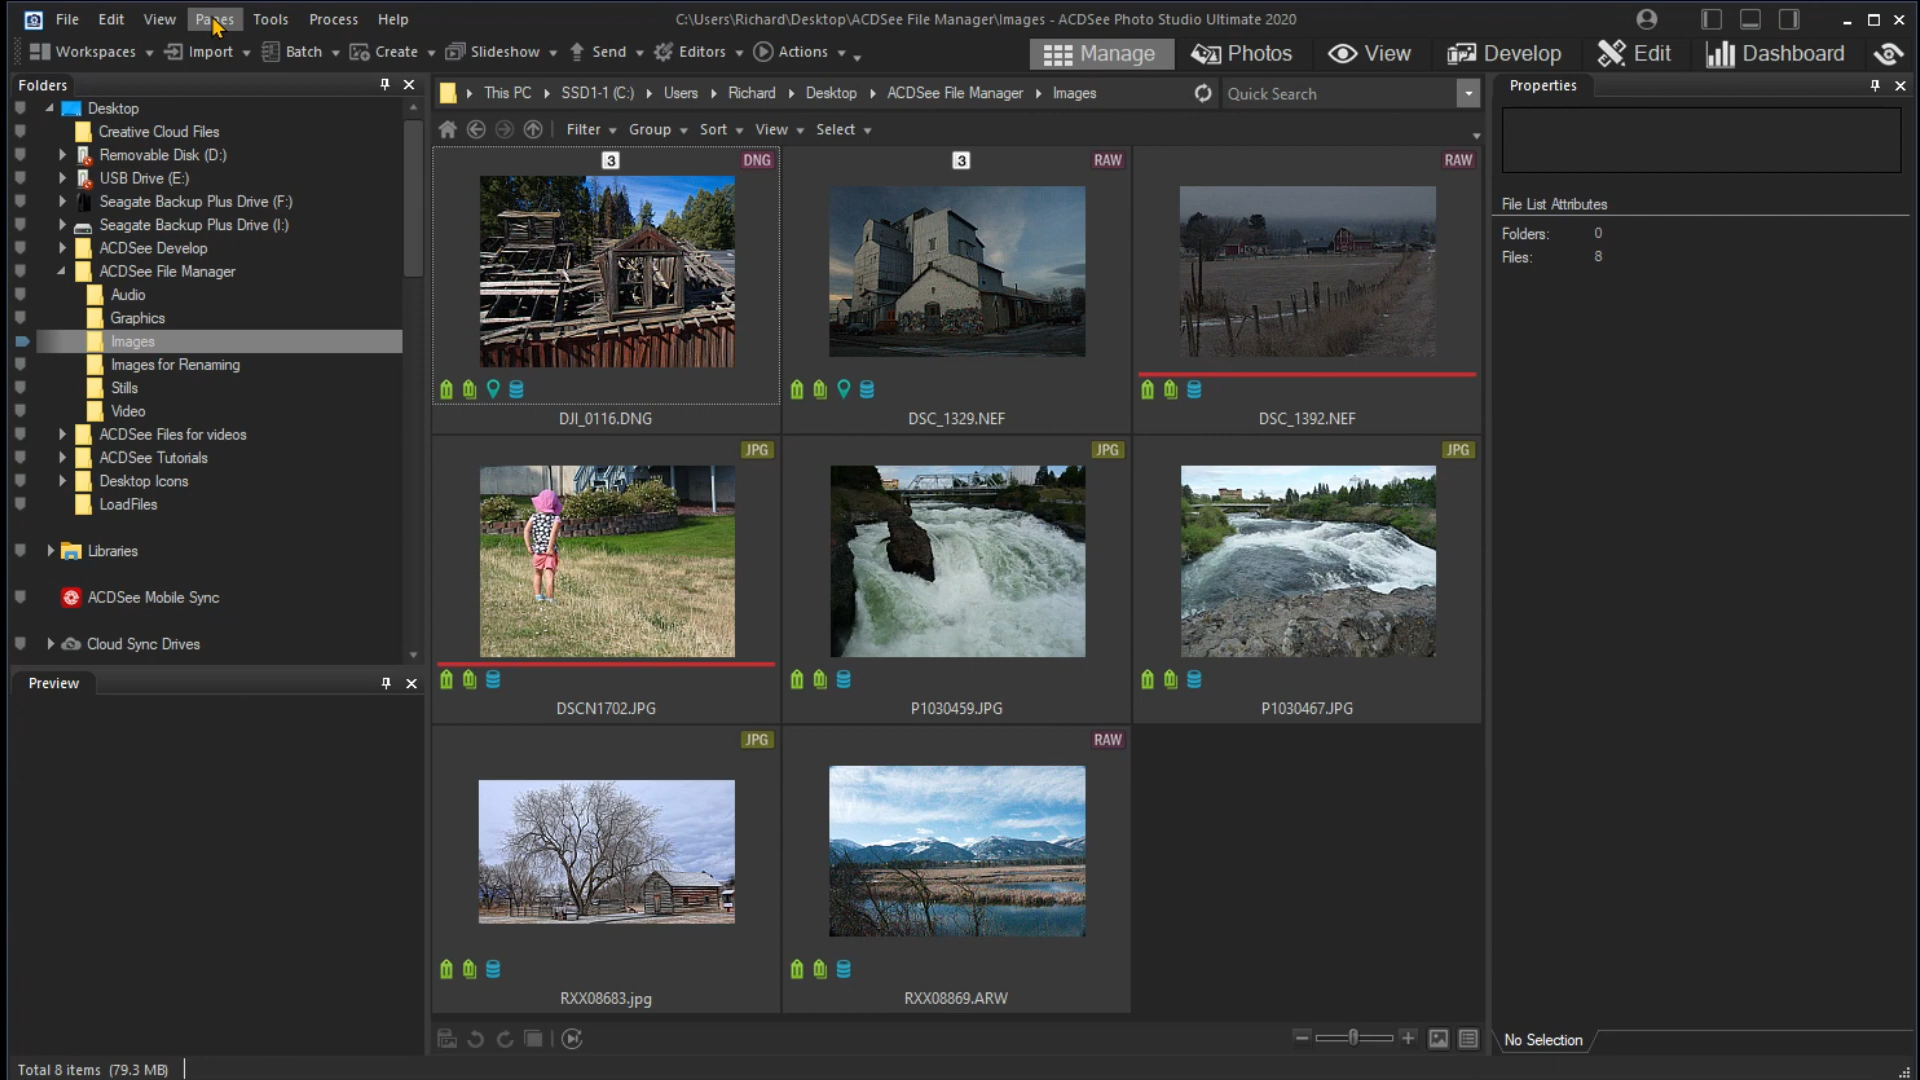 File Edit View Pages Tools Process Help
C:\Users\Richard\Desktop\ACDSee File Manager\Images - ACDSee Photo Studio Ultimate 2020
Workspaces Import Batch Create Slideshow Send Editors Actions
Manage Photos View Develop Edit Dashboard
Folders
Desktop
Creative Cloud Files
Removable Disk (D:)
USB Drive (E:)
Seagate Backup Plus Drive (F:)
Seagate Backup Plus Drive (I:)
ACDSee Develop
ACDSee File Manager
Audio
Graphics
Images
Images for Renaming
Stills
Video
ACDSee Files for videos
ACDSee Tutorials
Desktop Icons
LoadFiles
Libraries
ACDSee Mobile Sync
Cloud Sync Drives
Preview
This PC SSD1-1 (C:) Users Richard Desktop ACDSee File Manager Images
Quick Search
Filter Group Sort View Select
3 DNG 3 RAW RAW
DJI_0116.DNG DSC_1329.NEF DSC_1392.NEF
JPG JPG JPG
DSCN1702.JPG P1030459.JPG P1030467.JPG
JPG RAW
RXX08683.jpg RXX08869.ARW
Properties
File List Attributes
Folders: 0
Files: 8
No Selection
Total 8 items (79.3 MB)